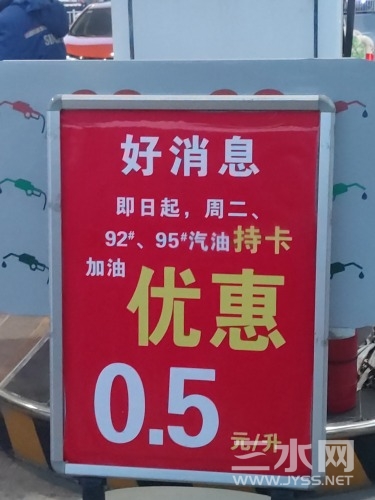 好消息
即日起，周二、
92#、95#汽油持卡
加油
优惠
0.5元/升
三水网
WWW.JYSS.NET